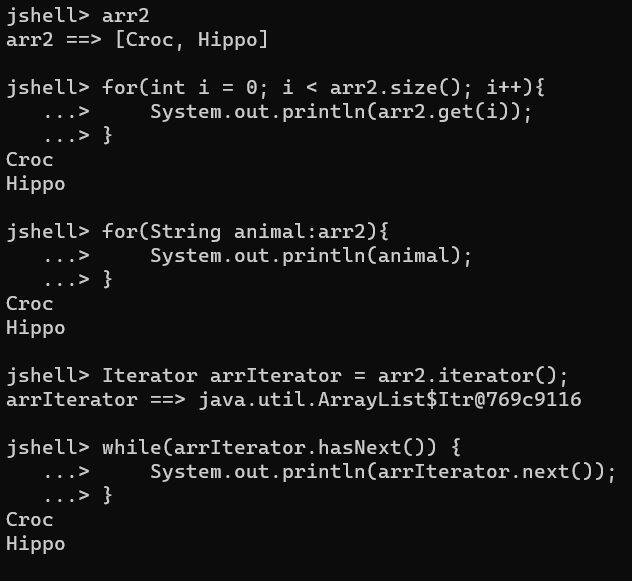 jshell> arr2
arr2 ==> [Croc, Hippo]
jshell> for(int i = 0; i < arr2.size(); i++){
   ...>     System.out.println(arr2.get(i));
   ...> }
Croc
Hippo
jshell> for(String animal:arr2){
   ...>     System.out.println(animal);
   ...> }
Croc
Hippo
jshell> Iterator arrIterator = arr2.iterator();
arrIterator ==> java.util.ArrayList$Itr@769c9116
jshell> while(arrIterator.hasNext()) {
   ...>     System.out.println(arrIterator.next());
   ...> }
Croc
Hippo